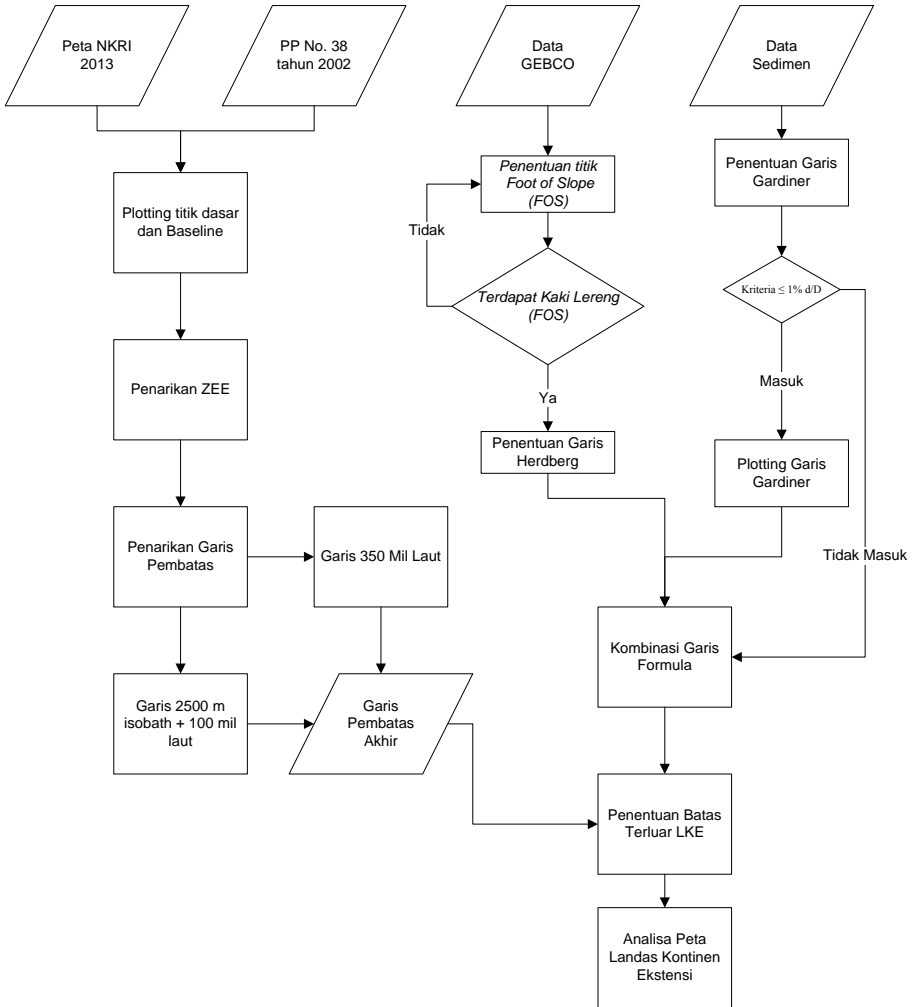 Peta NKRI
2013
PP No. 38
tahun 2002
Data
GEBCO
Data
Sedimen
Plotting titik dasar
dan Baseline
Penentuan titik
Foot of Slope
(FOS)
Penentuan Garis
Gardiner
Tidak
Terdapat Kaki Lereng
(FOS)
Kriteria ≤ 1% d/D
Penarikan ZEE
Ya
Masuk
Penentuan Garis
Herdberg
Plotting Garis
Gardiner
Penarikan Garis
Pembatas
Garis 350 Mil Laut
Tidak Masuk
Kombinasi Garis
Formula
Garis 2500 m
isobath + 100 mil
laut
Garis
Pembatas
Akhir
Penentuan Batas
Terluar LKE
Analisa Peta
Landas Kontinen
Ekstensi